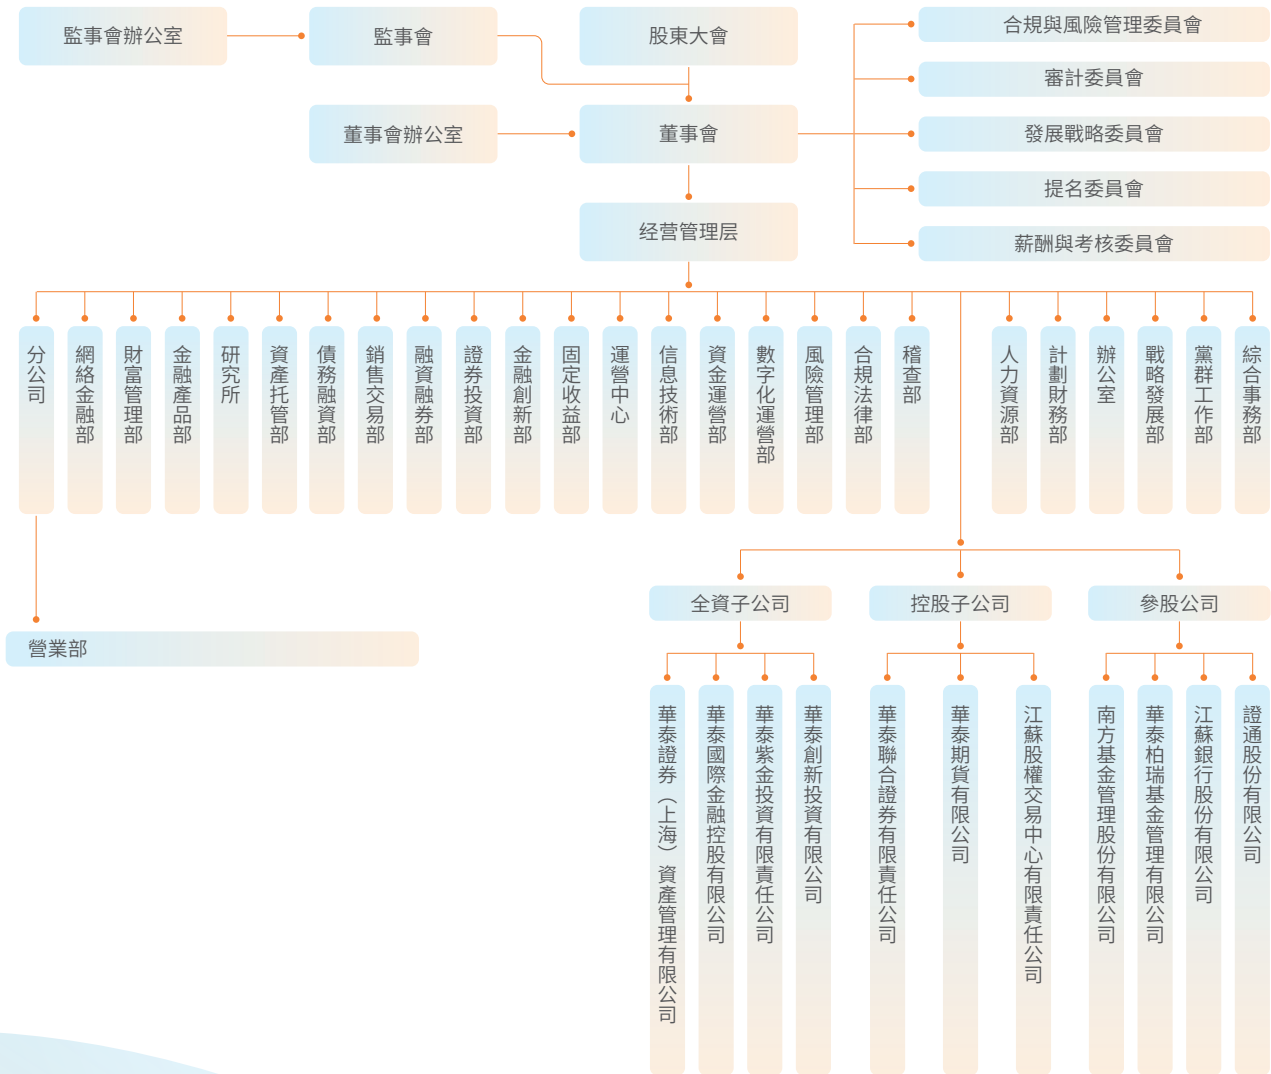 監事會辦公室
監事會
股東大會
合規與風險管理委員會
審計委員會
董事會辦公室
董事會
發展戰略委員會
提名委員會
经营管理层
薪酬與考核委員會
分公司
網絡金融部
財富管理部
金融產品部
研究所
資產托管部
債務融資部
銷售交易部
融資融券部
證券投資部
金融創新部
固定收益部
運營中心
信息技術部
資金運營部
數字化運營部
風險管理部
合規法律部
稽查部
人力資源部
計劃財務部
辦公室
戰略發展部
黨群工作部
綜合事務部
營業部
全資子公司
控股子公司
參股公司
華泰證券（上海）資產管理有限公司
華泰國際金融控股有限公司
華泰紫金投資有限責任公司
華泰創新投資有限公司
華泰聯合證券有限責任公司
華泰期貨有限公司
江蘇股權交易中心有限責任公司
南方基金管理股份有限公司
華泰柏瑞基金管理有限公司
江蘇銀行股份有限公司
證通股份有限公司